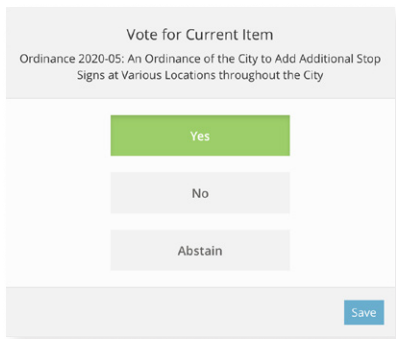 Vote for Current Item
Ordinance 2020-05: An Ordinance of the City to Add Additional Stop
Signs at Various Locations throughout the City
Yes
No
Abstain
Save